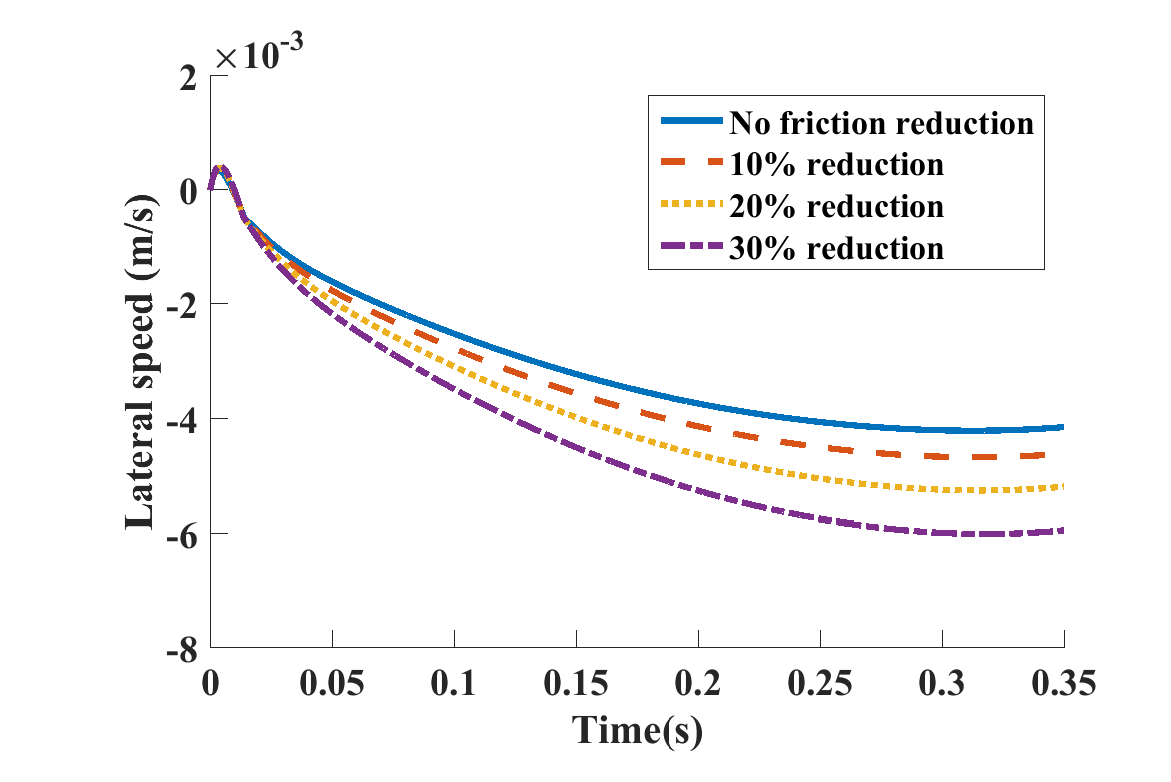 ×10-3
2
0
-2
-4
-6
-8
Lateral speed (m/s)
No friction reduction
10% reduction
20% reduction
30% reduction
0 0.05 0.1 0.15 0.2 0.25 0.3 0.35
Time(s)